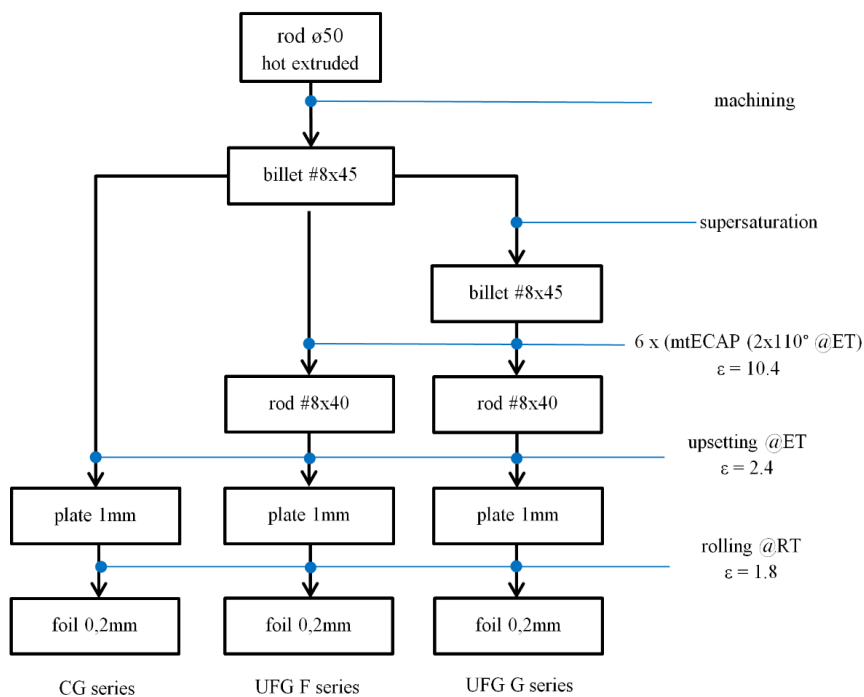 rod ø50
hot extruded
machining
billet #8x45
supersaturation
billet #8x45
6 x (mtECAP (2x110° @ET)
ε = 10.4
rod #8x40
rod #8x40
upsetting @ET
ε = 2.4
plate 1mm
plate 1mm
plate 1mm
rolling @RT
ε = 1.8
foil 0,2mm
foil 0,2mm
foil 0,2mm
CG series
UFG F series
UFG G series